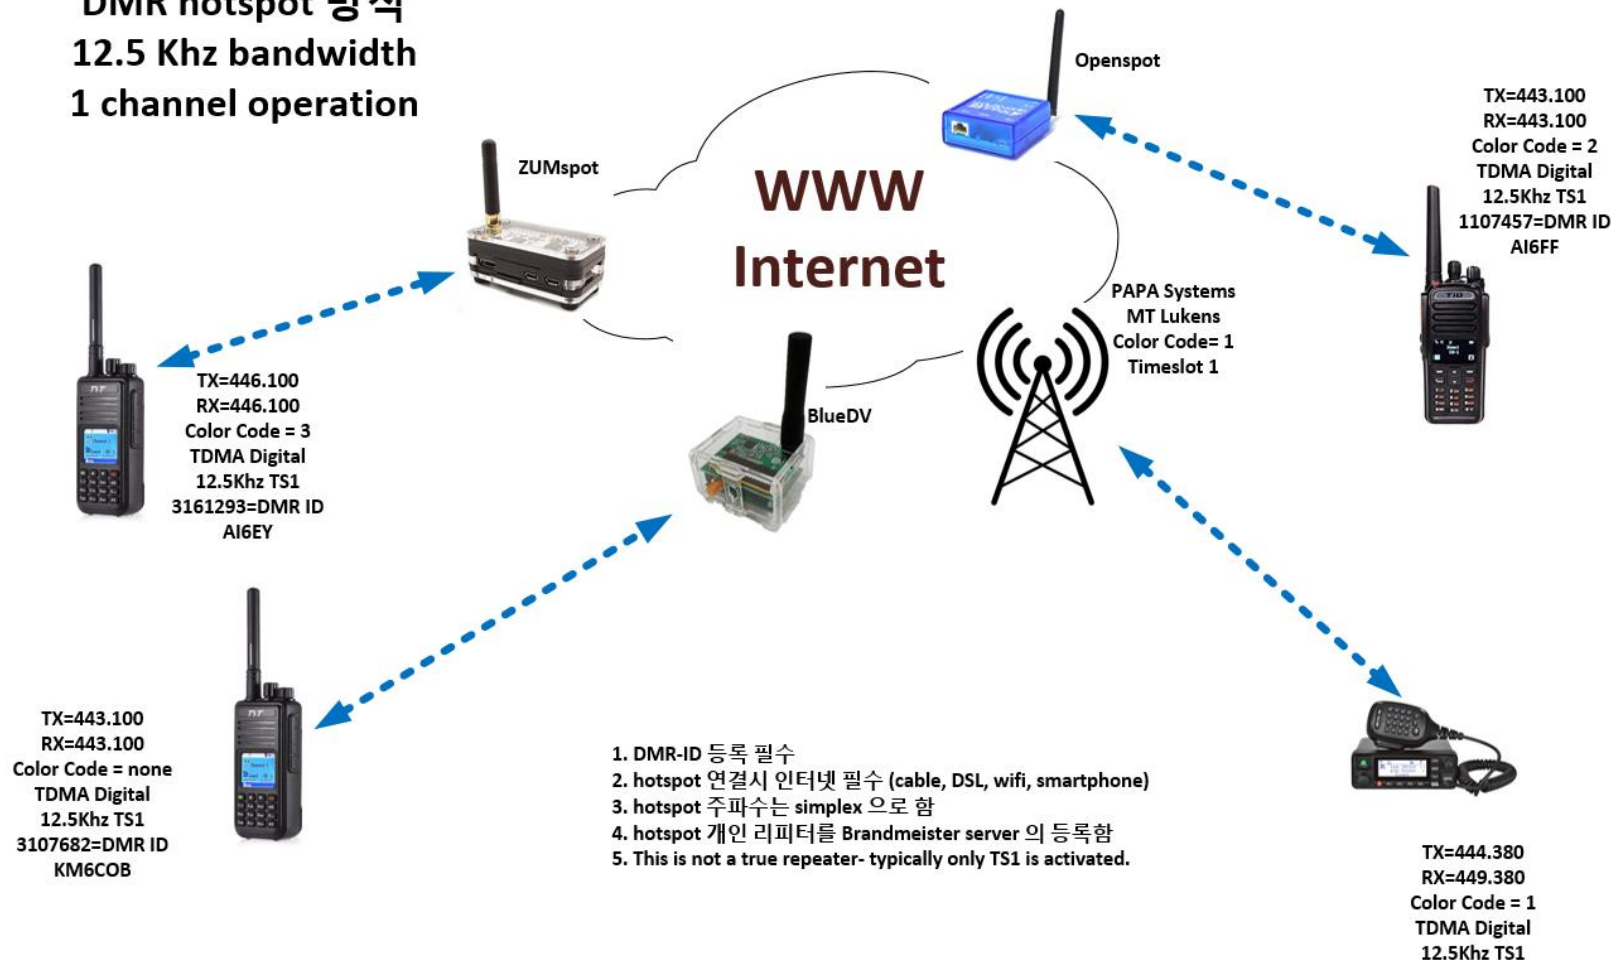 DMR hotspot 방식
12.5 Khz bandwidth
1 channel operation
Openspot
ZUMspot
WWW
Internet
TX=443.100
RX=443.100
Color Code = 2
TDMA Digital
12.5Khz TS1
1107457=DMR ID
AI6FF
PAPA Systems
MT Lukens
Color Code= 1
Timeslot 1
TX=446.100
RX=446.100
Color Code = 3
TDMA Digital
12.5Khz TS1
3161293=DMR ID
AI6EY
BlueDV
TX=443.100
RX=443.100
Color Code = none
TDMA Digital
12.5Khz TS1
3107682=DMR ID
KM6COB
1. DMR-ID 등록 필수
2. hotspot 연결시 인터넷 필수 (cable, DSL, wifi, smartphone)
3. hotspot 주파수는 simplex 으로 함
4. hotspot 개인 리피터를 Brandmeister server 의 등록함
5. This is not a true repeater- typically only TS1 is activated.
TX=444.380
RX=449.380
Color Code = 1
TDMA Digital
12.5Khz TS1